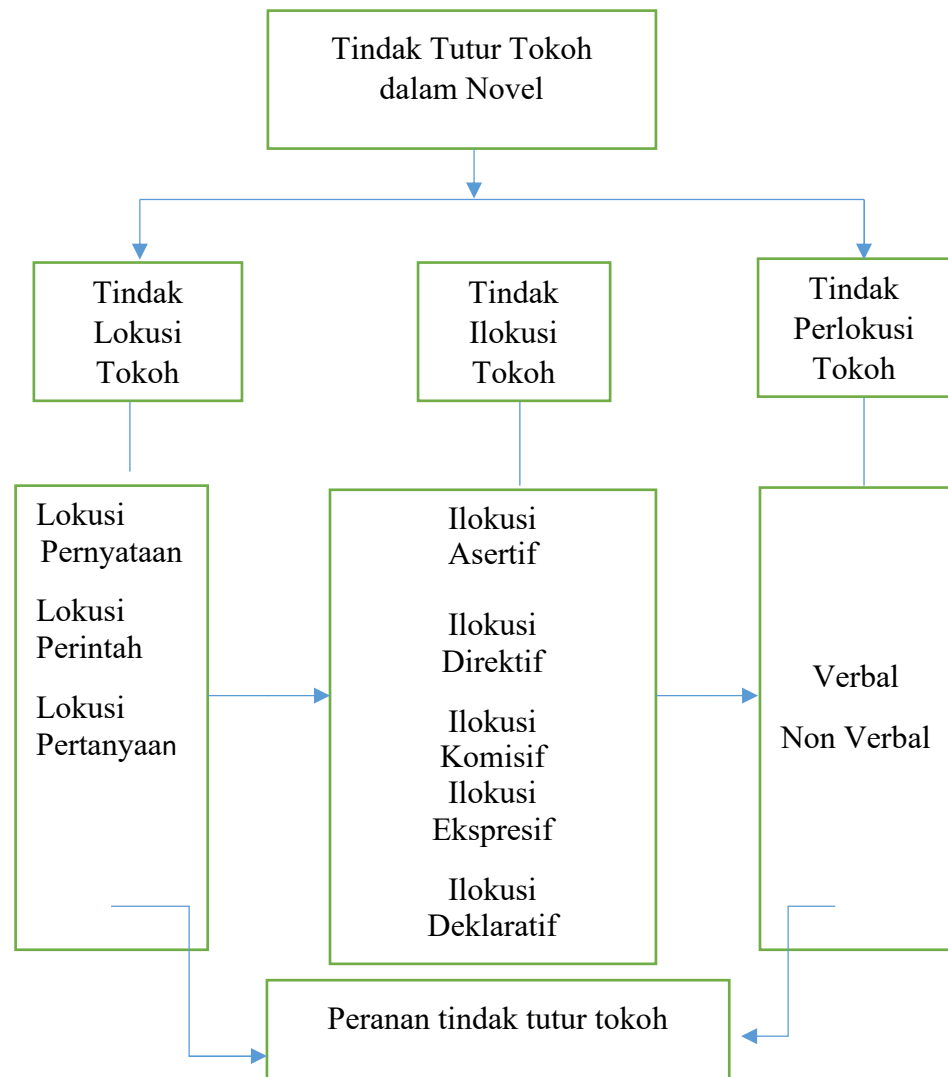 Tindak Tutur Tokoh
dalam Novel
Tindak
Lokusi
Tokoh
Tindak
Ilokusi
Tokoh
Tindak
Perlokusi
Tokoh
Lokusi
Pernyataan
Lokusi
Perintah
Lokusi
Pertanyaan
Ilokusi
Asertif
Ilokusi
Direktif
Ilokusi
Komisif
Ilokusi
Ekspresif
Ilokusi
Deklaratif
Verbal
Non Verbal
Peranan tindak tutur tokoh